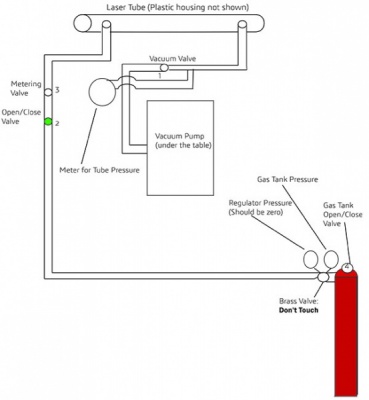 Laser Tube (Plastic housing not shown)
Vacuum Valve
1
Metering
Valve
3
Open/Close
Valve
2
Vacuum Pump
(under the table)
Meter for Tube Pressure
Gas Tank Pressure
Regulator Pressure
(Should be zero)
Gas Tank
Open/Close
Valve
4
Brass Valve:
Don't Touch